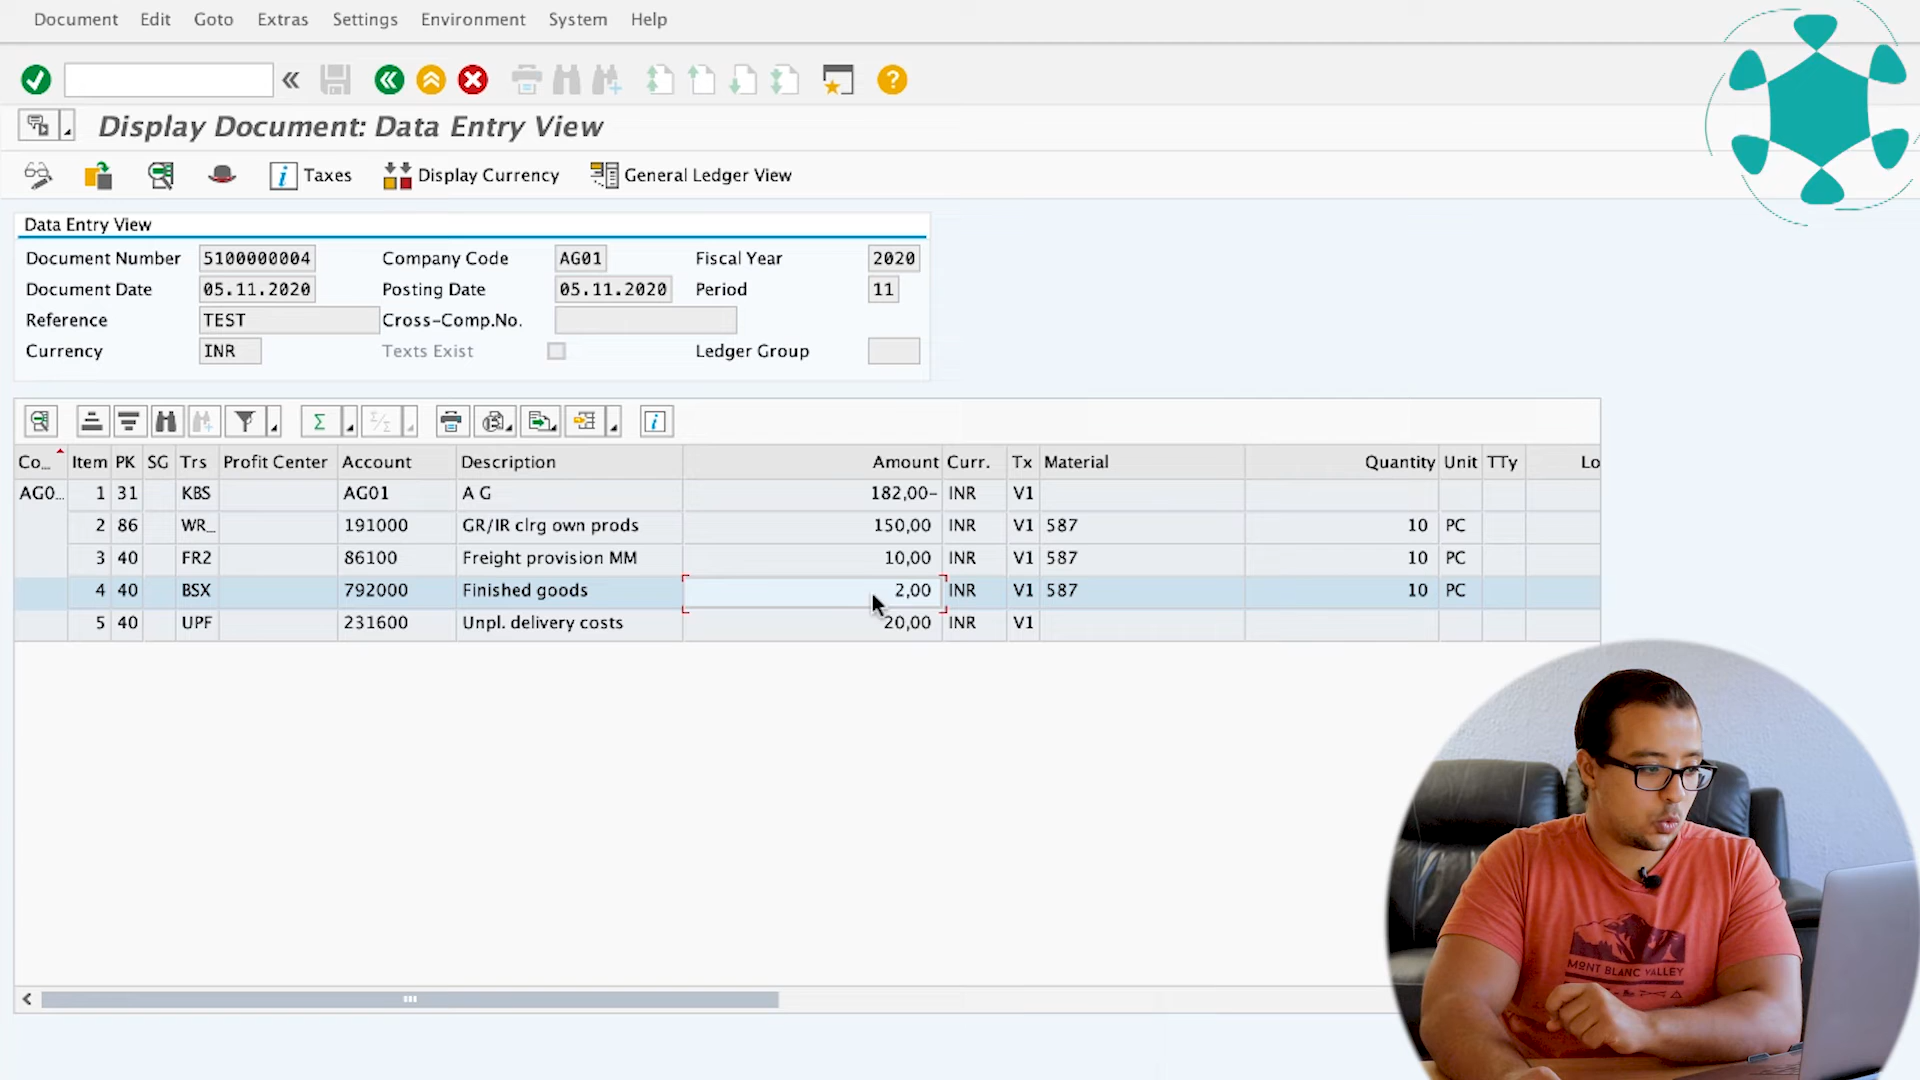 Document Edit Goto Extras Settings Environment System Help
Display Document: Data Entry View
Taxes Display Currency General Ledger View
Data Entry View
Document Number 5100000004 Company Code AG01 Fiscal Year 2020
Document Date 05.11.2020 Posting Date 05.11.2020 Period 11
Reference TEST Cross-Comp.No.
Currency INR Texts Exist Ledger Group
Co... Item PK SG Trs Profit Center Account Description Amount Curr. Tx Material Quantity Unit TTy Lo
AG0... 1 31 KBS AG01 A G 182,00- INR V1
2 86 WR_ 191000 GR/IR clrg own prods 150,00 INR V1 587 10 PC
3 40 FR2 86100 Freight provision MM 10,00 INR V1 587 10 PC
4 40 BSX 792000 Finished goods 2,00 INR V1 587 10 PC
5 40 UPF 231600 Unpl. delivery costs 20,00 INR V1
MONT BLANC VALLEY